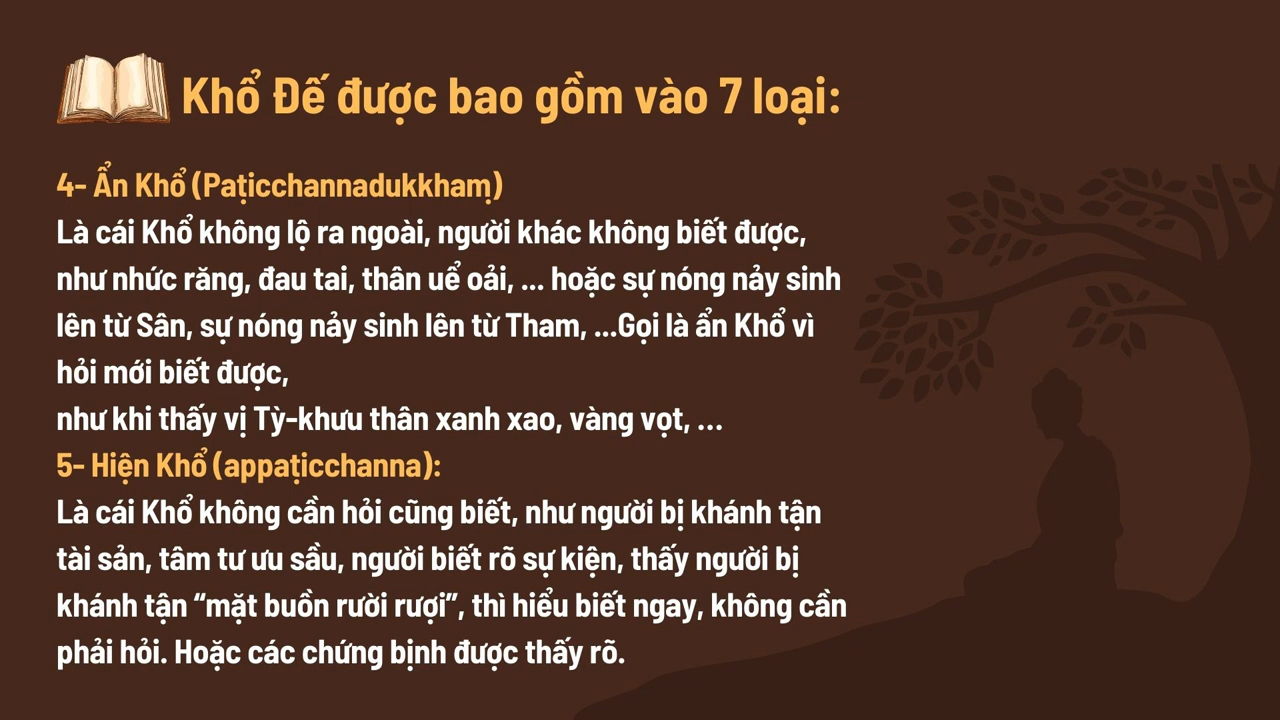 Khổ Đế được bao gồm vào 7 loại:
4- Ẩn Khổ (Paṭicchannadukkhaṃ)
Là cái Khổ không lộ ra ngoài, người khác không biết được,
như nhức răng, đau tai, thân uể oải, ... hoặc sự nóng nảy sinh
lên từ Sân, sự nóng nảy sinh lên từ Tham, ...Gọi là ẩn Khổ vì
hỏi mới biết được,
như khi thấy vị Tỳ-khưu thân xanh xao, vàng vọt, ...
5- Hiện Khổ (appaṭicchanna):
Là cái Khổ không cần hỏi cũng biết, như người bị khánh tận
tài sản, tâm tư ưu sầu, người biết rõ sự kiện, thấy người bị
khánh tận “mặt buồn rười rượi”, thì hiểu biết ngay, không cần
phải hỏi. Hoặc các chứng bịnh được thấy rõ.